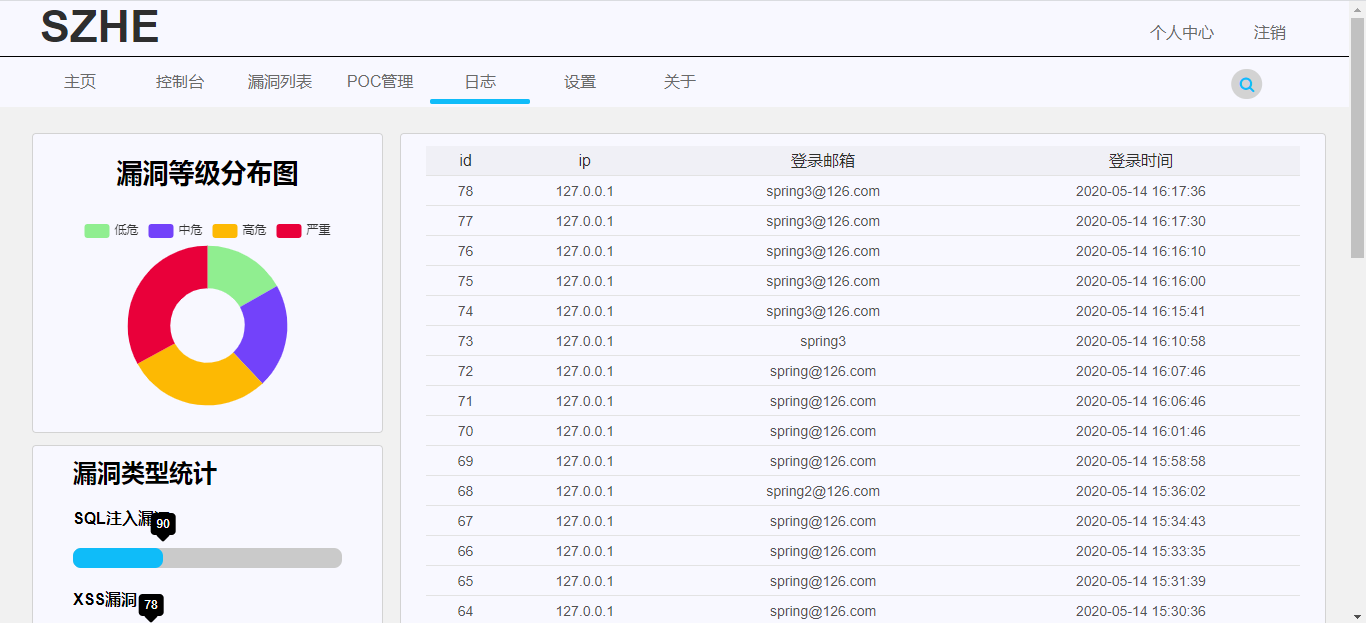 SZHE
个人中心 注销
主页 控制台 漏洞列表 POC管理 日志 设置 关于
漏洞等级分布图
低危 中危 高危 严重
漏洞类型统计
SQL注入漏
90
XSS漏洞
78
id ip 登录邮箱 登录时间
78 127.0.0.1 spring3@126.com 2020-05-14 16:17:36
77 127.0.0.1 spring3@126.com 2020-05-14 16:17:30
76 127.0.0.1 spring3@126.com 2020-05-14 16:16:10
75 127.0.0.1 spring3@126.com 2020-05-14 16:16:00
74 127.0.0.1 spring3@126.com 2020-05-14 16:15:41
73 127.0.0.1 spring3 2020-05-14 16:10:58
72 127.0.0.1 spring@126.com 2020-05-14 16:07:46
71 127.0.0.1 spring@126.com 2020-05-14 16:06:46
70 127.0.0.1 spring@126.com 2020-05-14 16:01:46
69 127.0.0.1 spring@126.com 2020-05-14 15:58:58
68 127.0.0.1 spring2@126.com 2020-05-14 15:36:02
67 127.0.0.1 spring@126.com 2020-05-14 15:34:43
66 127.0.0.1 spring@126.com 2020-05-14 15:33:35
65 127.0.0.1 spring@126.com 2020-05-14 15:31:39
64 127.0.0.1 spring@126.com 2020-05-14 15:30:36